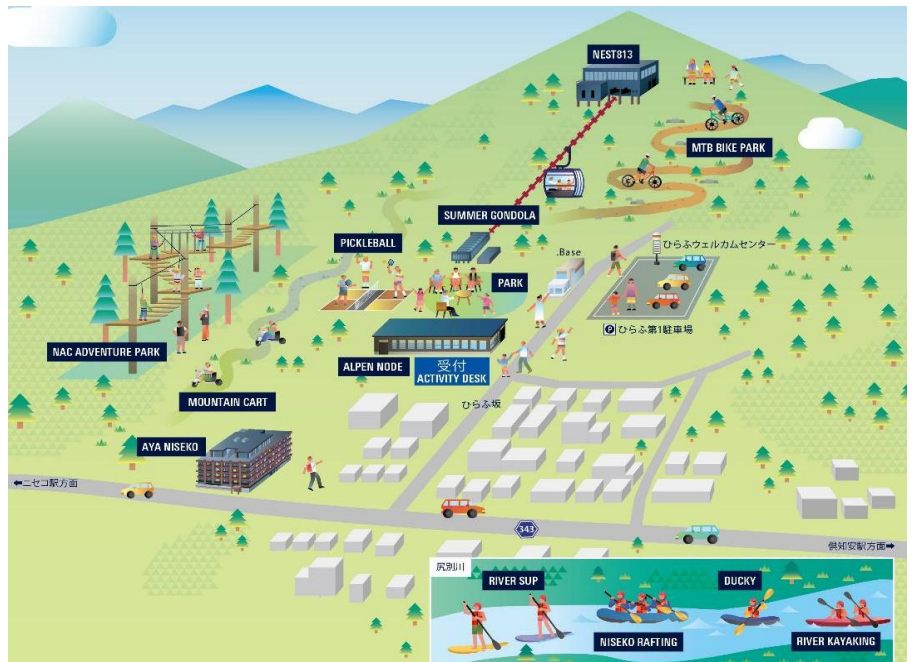 NEST813
MTB BIKE PARK
SUMMER GONDOLA
PICKLEBALL
.Base
ひらふウェルカムセンター
PARK
P ひらふ第1駐車場
NAC ADVENTURE PARK
ALPEN NODE
受付
ACTIVITY DESK
MOUNTAIN CART
ひらふ坂
AYA NISEKO
←ニセコ駅方面
343
倶知安駅方面→
尻別川
RIVER SUP
DUCKY
NISEKO RAFTING
RIVER KAYAKING